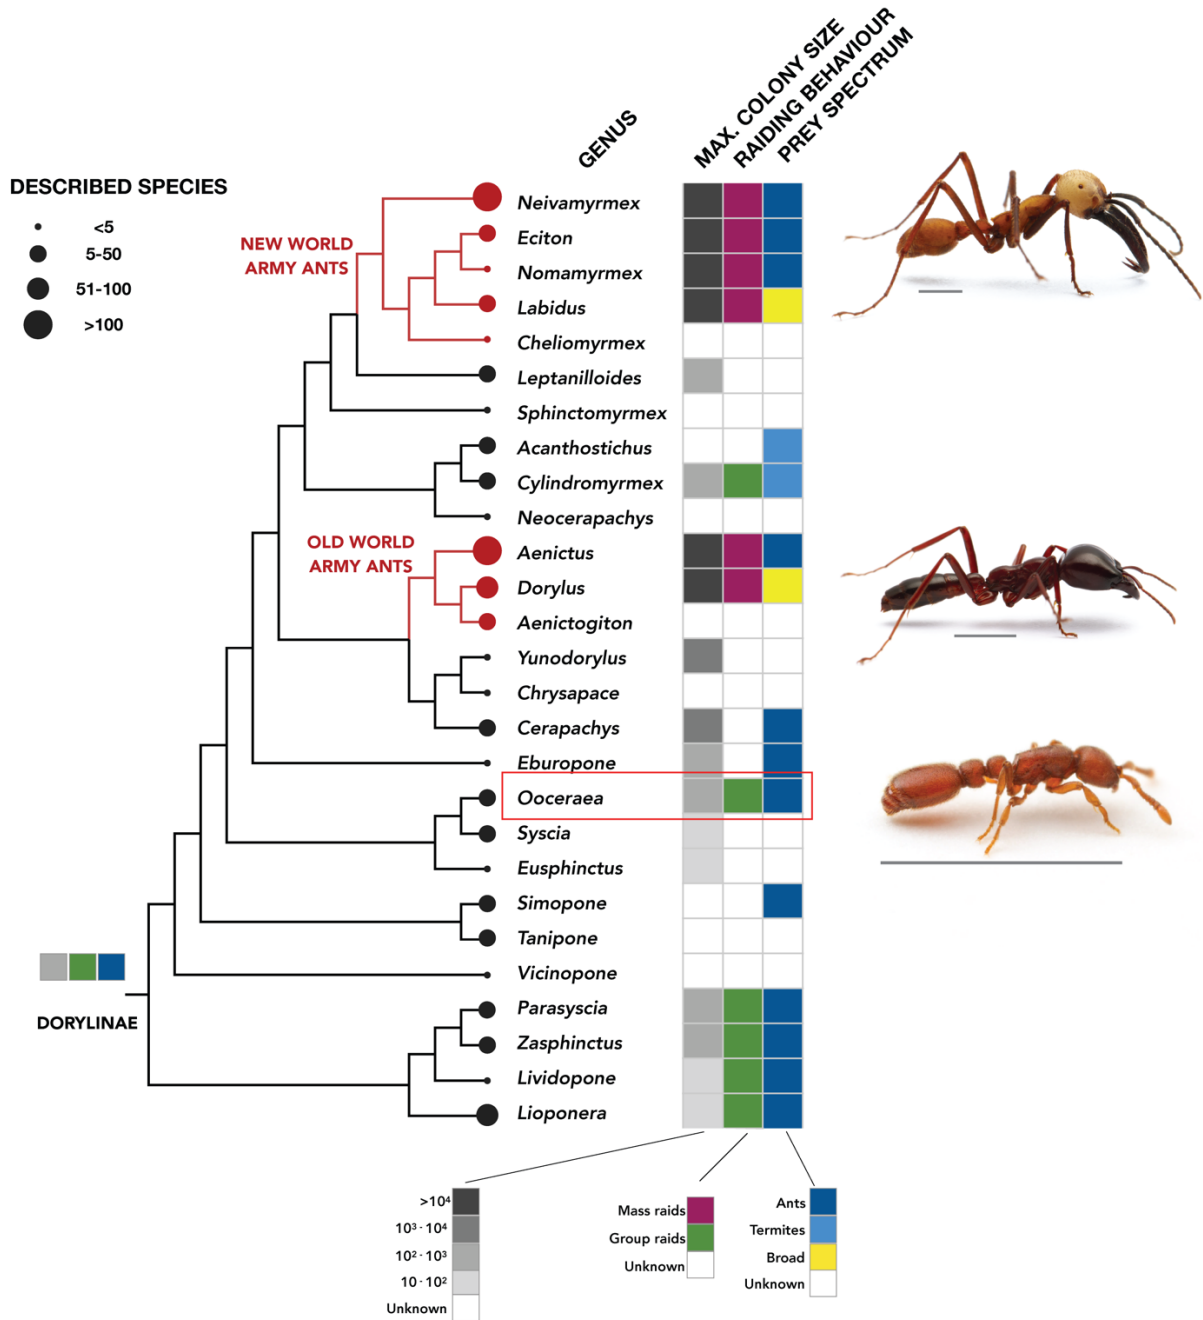 GENUS
MAX. COLONY SIZE
RAIDING BEHAVIOUR
PREY SPECTRUM
DESCRIBED SPECIES
<5
5-50
51-100
>100
NEW WORLD
ARMY ANTS
Neivamyrmex
Eciton
Nomamyrmex
Labidus
Cheliomyrmex
Leptanilloides
Sphinctomyrmex
Acanthostichus
Cylindromyrmex
Neocerapachys
OLD WORLD
ARMY ANTS
Aenictus
Dorylus
Aenictogiton
Yunodorylus
Chrysapace
Cerapachys
Eburopone
Ooceraea
Syscia
Eusphinctus
Simopone
Tanipone
Vicinopone
DORYLINAE
Parasyscia
Zasphinctus
Lividopone
Lioponera
>10⁴
10³ - 10⁴
10² - 10³
10 - 10²
Unknown
Mass raids
Group raids
Unknown
Ants
Termites
Broad
Unknown